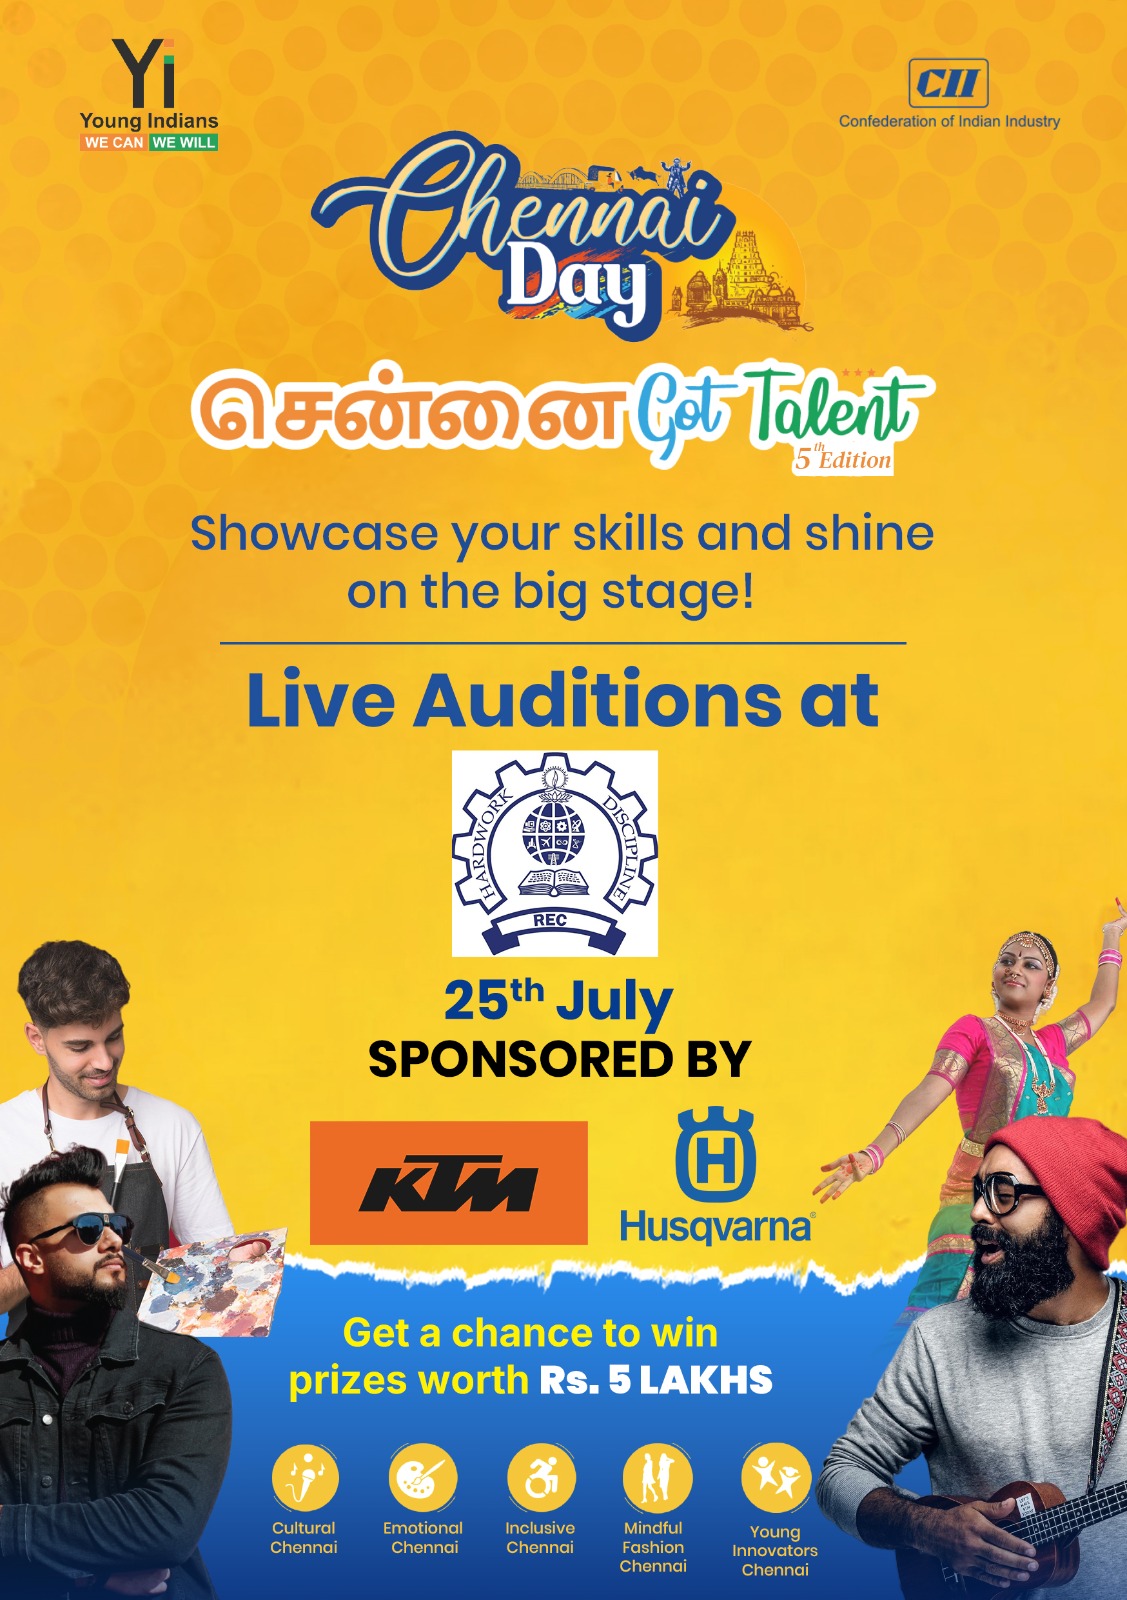 Yi
Young Indians
WE CAN WE WILL
CII
Confederation of Indian Industry
Chennai
Day
சென்னை Got Talent
5th Edition
Showcase your skills and shine
on the big stage!
Live Auditions at
HARDWORK DISCIPLINE
REC
25th July
SPONSORED BY
KTM
H
Husqvarna®
Get a chance to win
prizes worth Rs. 5 LAKHS
Cultural
Chennai
Emotional
Chennai
Inclusive
Chennai
Mindful
Fashion
Chennai
Young
Innovators
Chennai